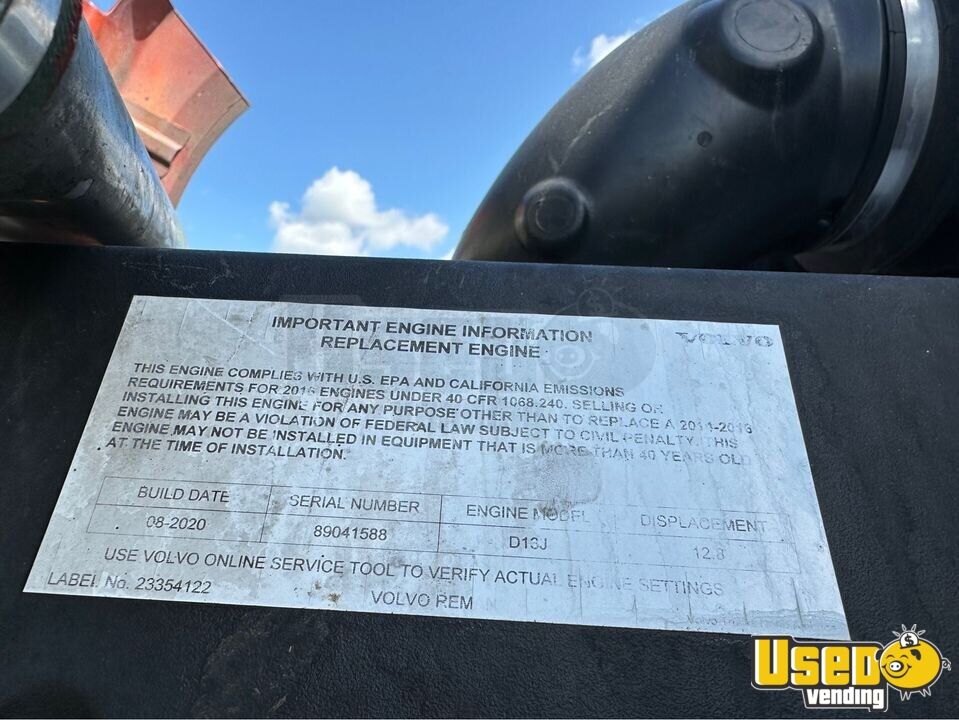 IMPORTANT ENGINE INFORMATION
REPLACEMENT ENGINE
VOLVO
THIS ENGINE COMPLIES WITH U.S. EPA AND CALIFORNIA EMISSIONS
REQUIREMENTS FOR 2016 ENGINES UNDER 40 CFR 1068.240. SELLING OR
INSTALLING THIS ENGINE FOR ANY PURPOSE OTHER THAN TO REPLACE A 2014-2016
ENGINE MAY BE A VIOLATION OF FEDERAL LAW SUBJECT TO CIVIL PENALTY. THIS
ENGINE MAY NOT BE INSTALLED IN EQUIPMENT THAT IS MORE THAN 40 YEARS OLD
AT THE TIME OF INSTALLATION.
BUILD DATE SERIAL NUMBER ENGINE MODEL DISPLACEMENT
08-2020 89041588 D13J 12.8
USE VOLVO ONLINE SERVICE TOOL TO VERIFY ACTUAL ENGINE SETTINGS
LABEL No. 23354122 VOLVO REMAN
USED
vending